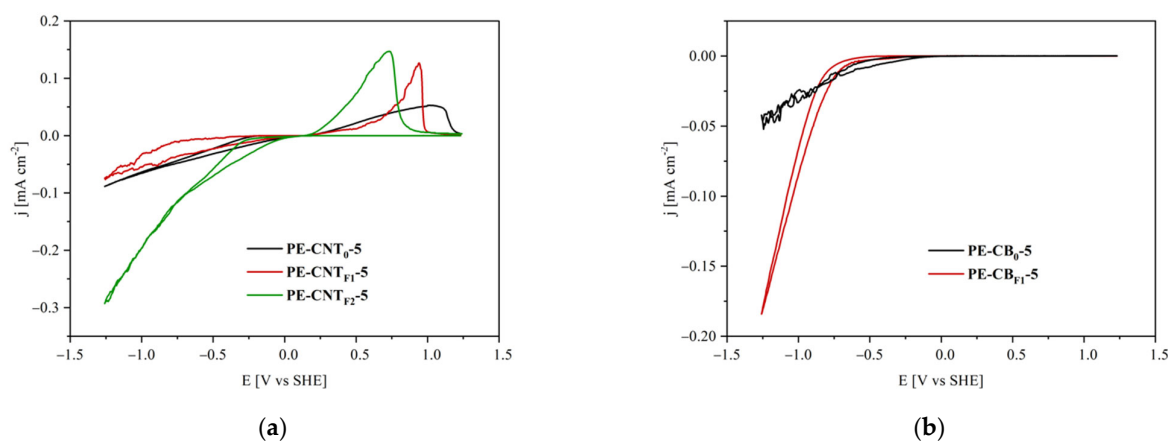 0.2
0.1
0.0
−0.1
−0.2
−0.3
j [mA cm⁻²]
PE-CNT₀-5
PE-CNT_F1-5
PE-CNT_F2-5
−1.5 −1.0 −0.5 0.0 0.5 1.0 1.5
E [V vs SHE]
(a)
0.00
−0.05
−0.10
−0.15
−0.20
j [mA cm⁻²]
PE-CB₀-5
PE-CB_F1-5
−1.5 −1.0 −0.5 0.0 0.5 1.0 1.5
E [V vs SHE]
(b)